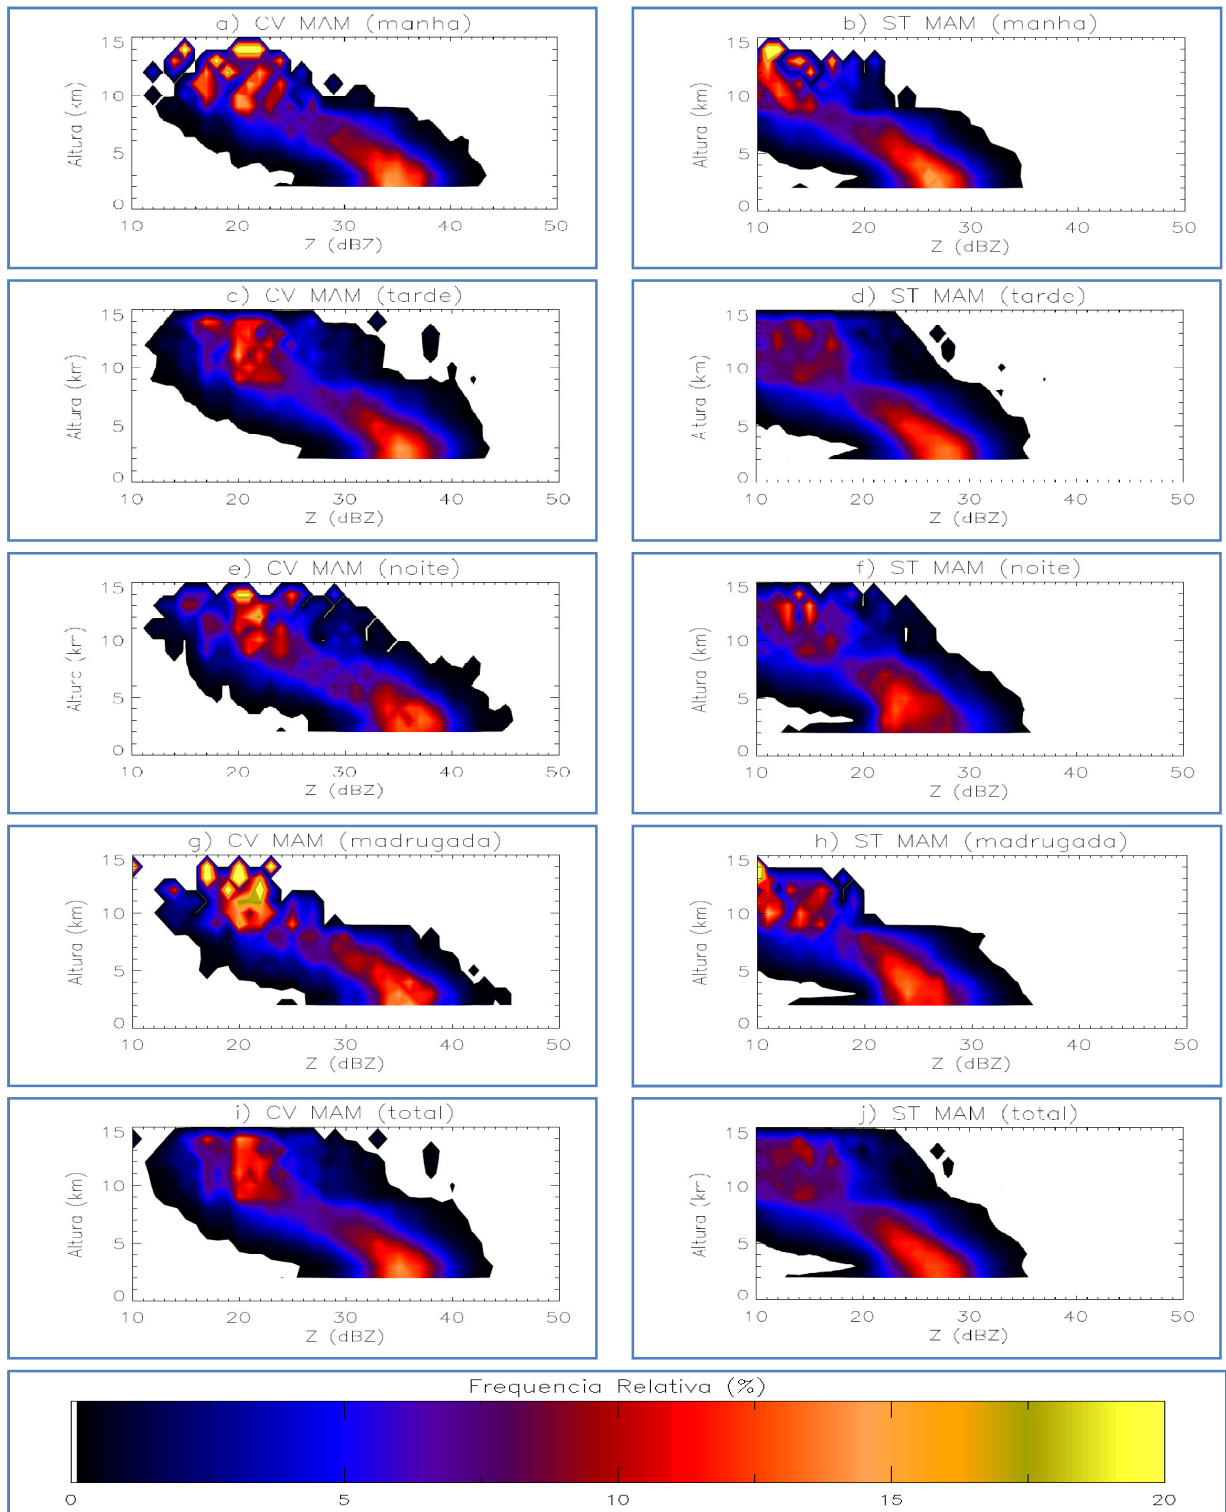 a) CV MAM (manha)
15
10
5
0
Altura (km)
10 20 30 40 50
Z (dBZ)
b) ST MAM (manha)
15
10
5
0
Altura (km)
10 20 30 40 50
Z (dBZ)
c) CV MAM (tarde)
15
10
5
0
Altura (km)
10 20 30 40 50
Z (dBZ)
d) ST MAM (tarde)
15
10
5
0
Altura (km)
10 20 30 40 50
Z (dBZ)
e) CV MAM (noite)
15
10
5
0
Altura (km)
10 20 30 40 50
Z (dBZ)
f) ST MAM (noite)
15
10
5
0
Altura (km)
10 20 30 40 50
Z (dBZ)
g) CV MAM (madrugada)
15
10
5
0
Altura (km)
10 20 30 40 50
Z (dBZ)
h) ST MAM (madrugada)
15
10
5
0
Altura (km)
10 20 30 40 50
Z (dBZ)
i) CV MAM (total)
15
10
5
0
Altura (km)
10 20 30 40 50
Z (dBZ)
j) ST MAM (total)
15
10
5
0
Altura (km)
10 20 30 40 50
Z (dBZ)
Frequencia Relativa (%)
0 5 10 15 20